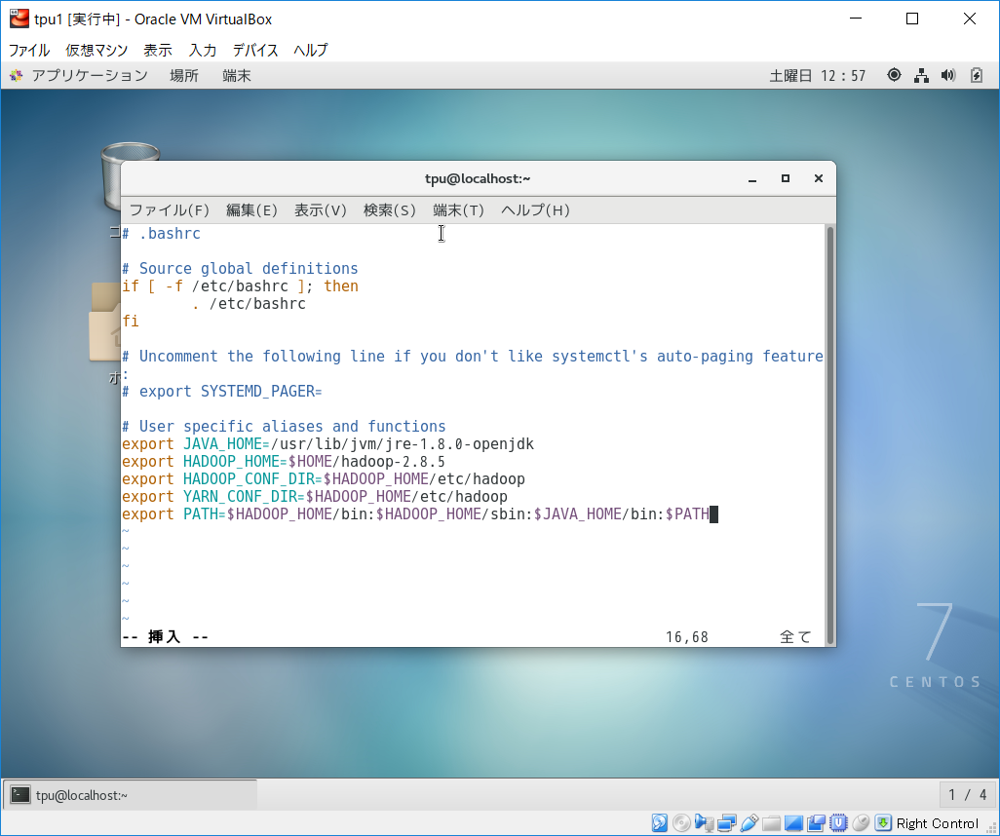 tpu1 [実行中] - Oracle VM VirtualBox
ファイル 仮想マシン 表示 入力 デバイス ヘルプ
アプリケーション 場所 端末 土曜日 12:57
tpu@localhost:~
ファイル(F) 編集(E) 表示(V) 検索(S) 端末(T) ヘルプ(H)
# .bashrc
# Source global definitions
if [ -f /etc/bashrc ]; then
        . /etc/bashrc
fi
# Uncomment the following line if you don't like systemctl's auto-paging feature
:
# export SYSTEMD_PAGER=
# User specific aliases and functions
export JAVA_HOME=/usr/lib/jvm/jre-1.8.0-openjdk
export HADOOP_HOME=$HOME/hadoop-2.8.5
export HADOOP_CONF_DIR=$HADOOP_HOME/etc/hadoop
export YARN_CONF_DIR=$HADOOP_HOME/etc/hadoop
export PATH=$HADOOP_HOME/bin:$HADOOP_HOME/sbin:$JAVA_HOME/bin:$PATH
~
~
~
~
~
~
-- 挿入 -- 16,68 全て
7
CENTOS
tpu@localhost:~ 1 / 4
Right Control